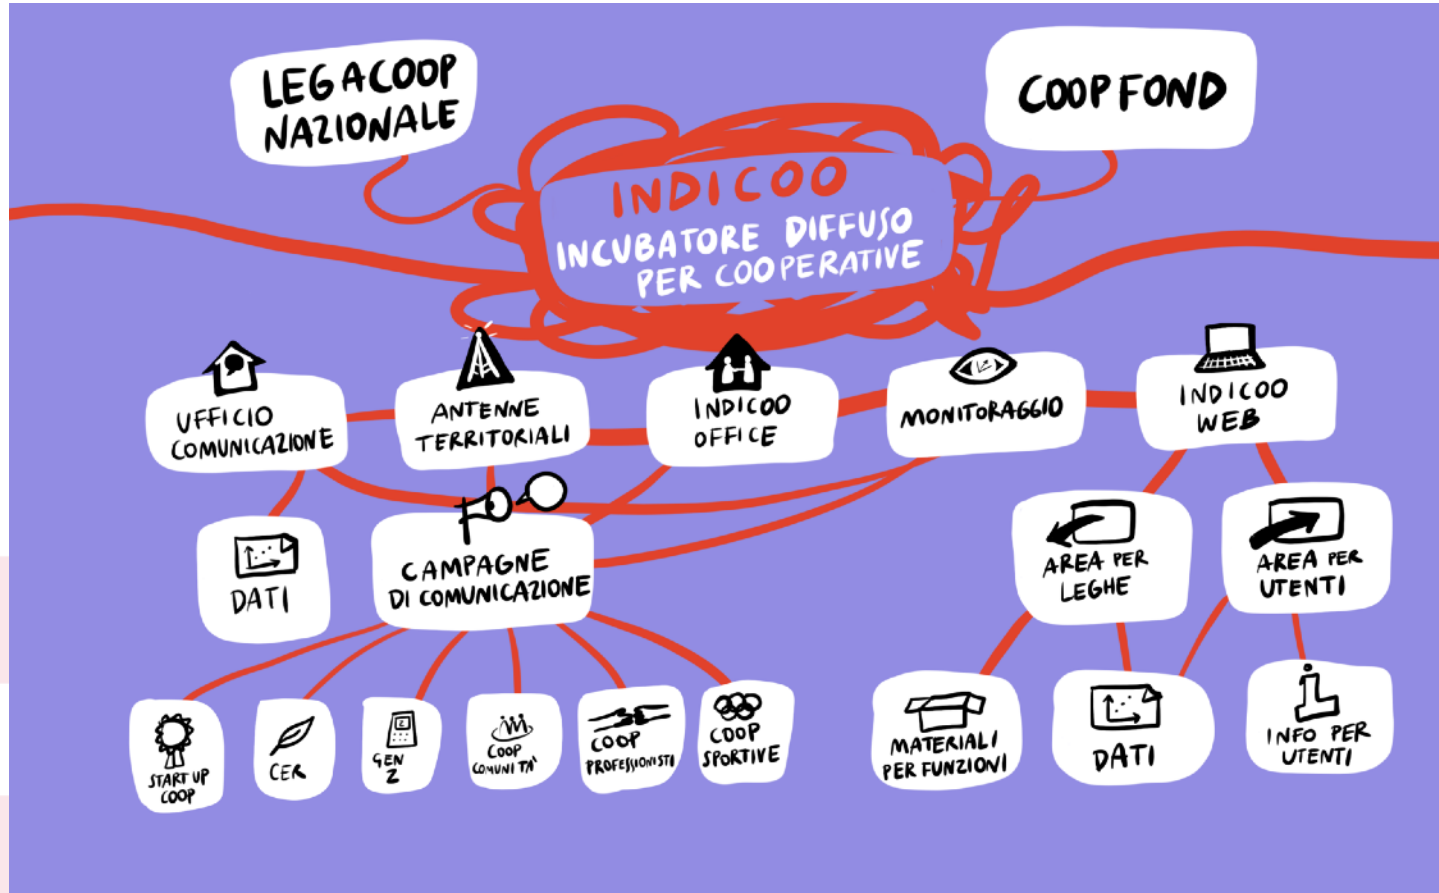 LEGACOOP
NAZIONALE
COOPFOND
INDICOO
INCUBATORE DIFFUSO
PER COOPERATIVE
UFFICIO
COMUNICAZIONE
ANTENNE
TERRITORIALI
INDICOO
OFFICE
MONITORAGGIO
INDICOO
WEB
DATI
CAMPAGNE
DI COMUNICAZIONE
AREA PER
LEGHE
AREA PER
UTENTI
START UP
COOP
CER
Z
GEN
Z
COOP
COMUNITÀ
COOP
PROFESSIONISTI
COOP
SPORTIVE
MATERIALI
PER FUNZIONI
DATI
INFO PER
UTENTI